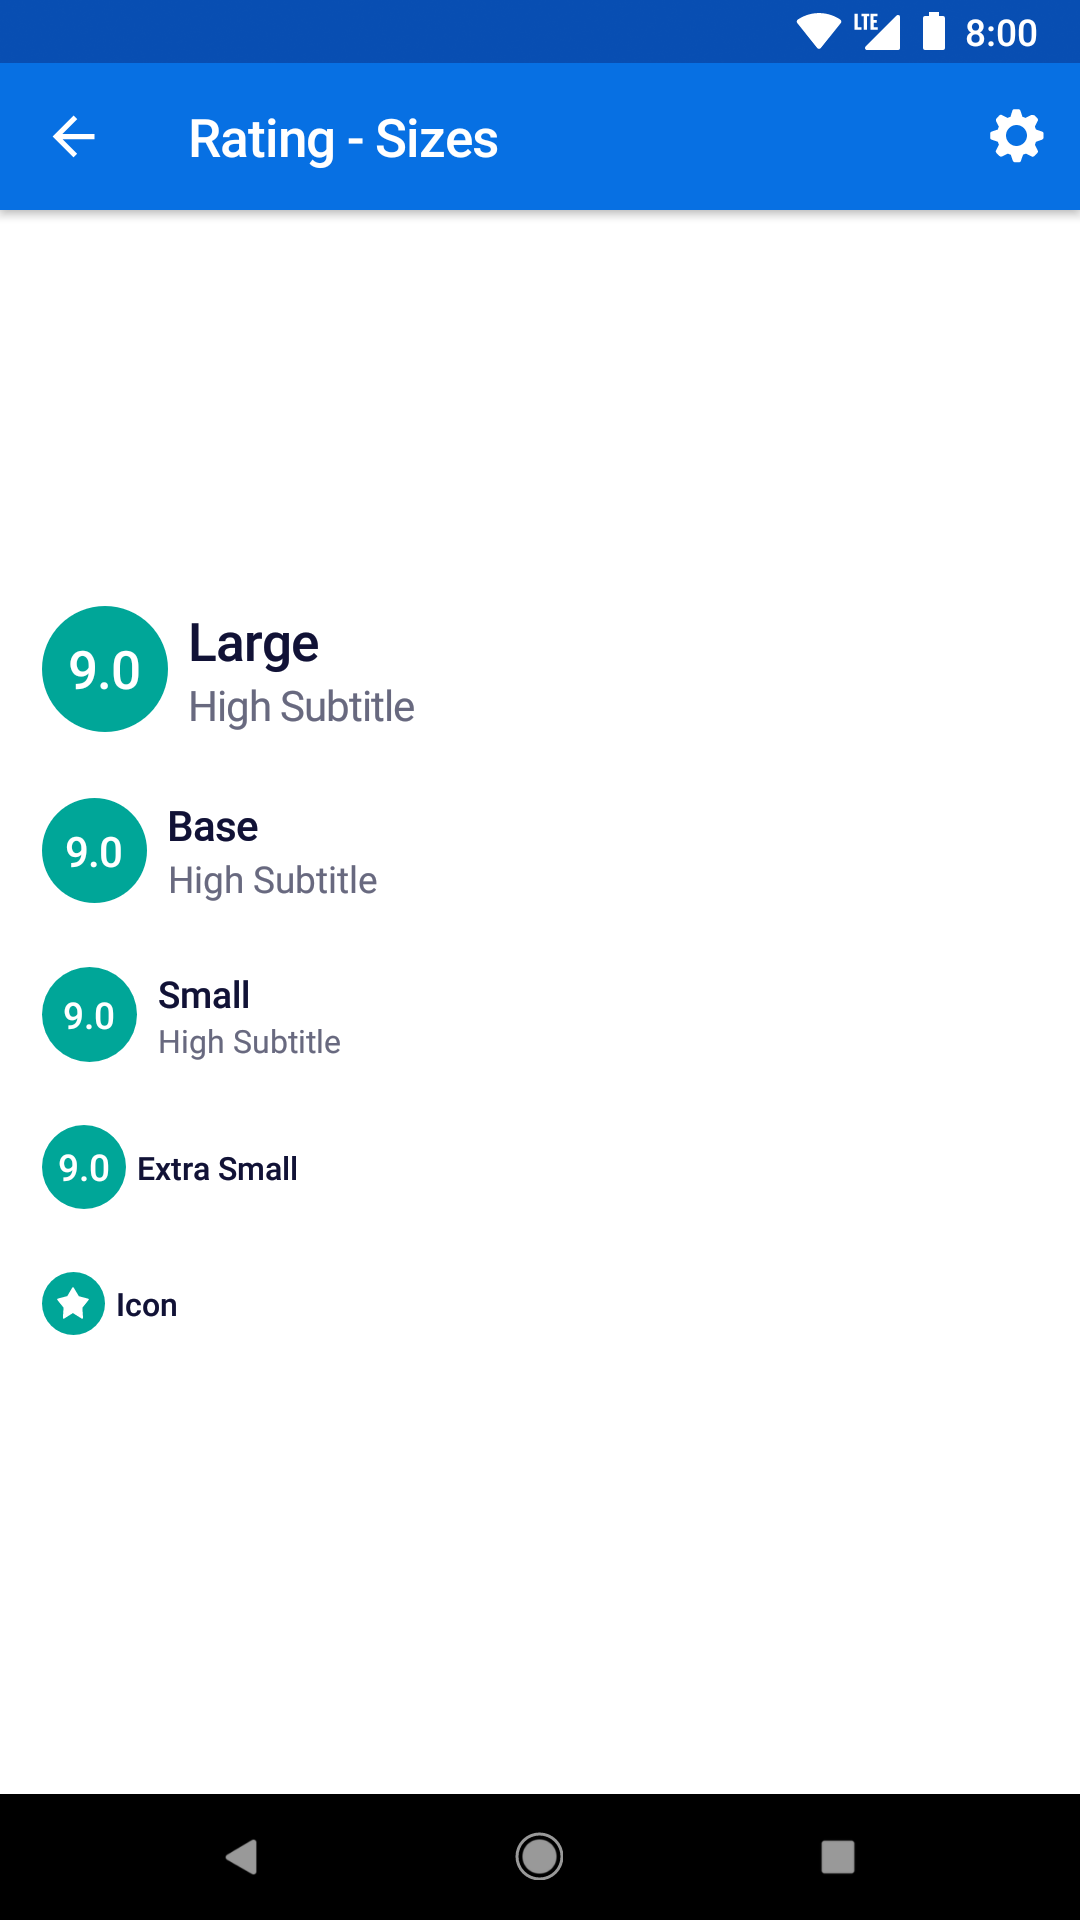 LTE 8:00
Rating - Sizes
9.0 Large
High Subtitle
9.0 Base
High Subtitle
9.0 Small
High Subtitle
9.0 Extra Small
Icon